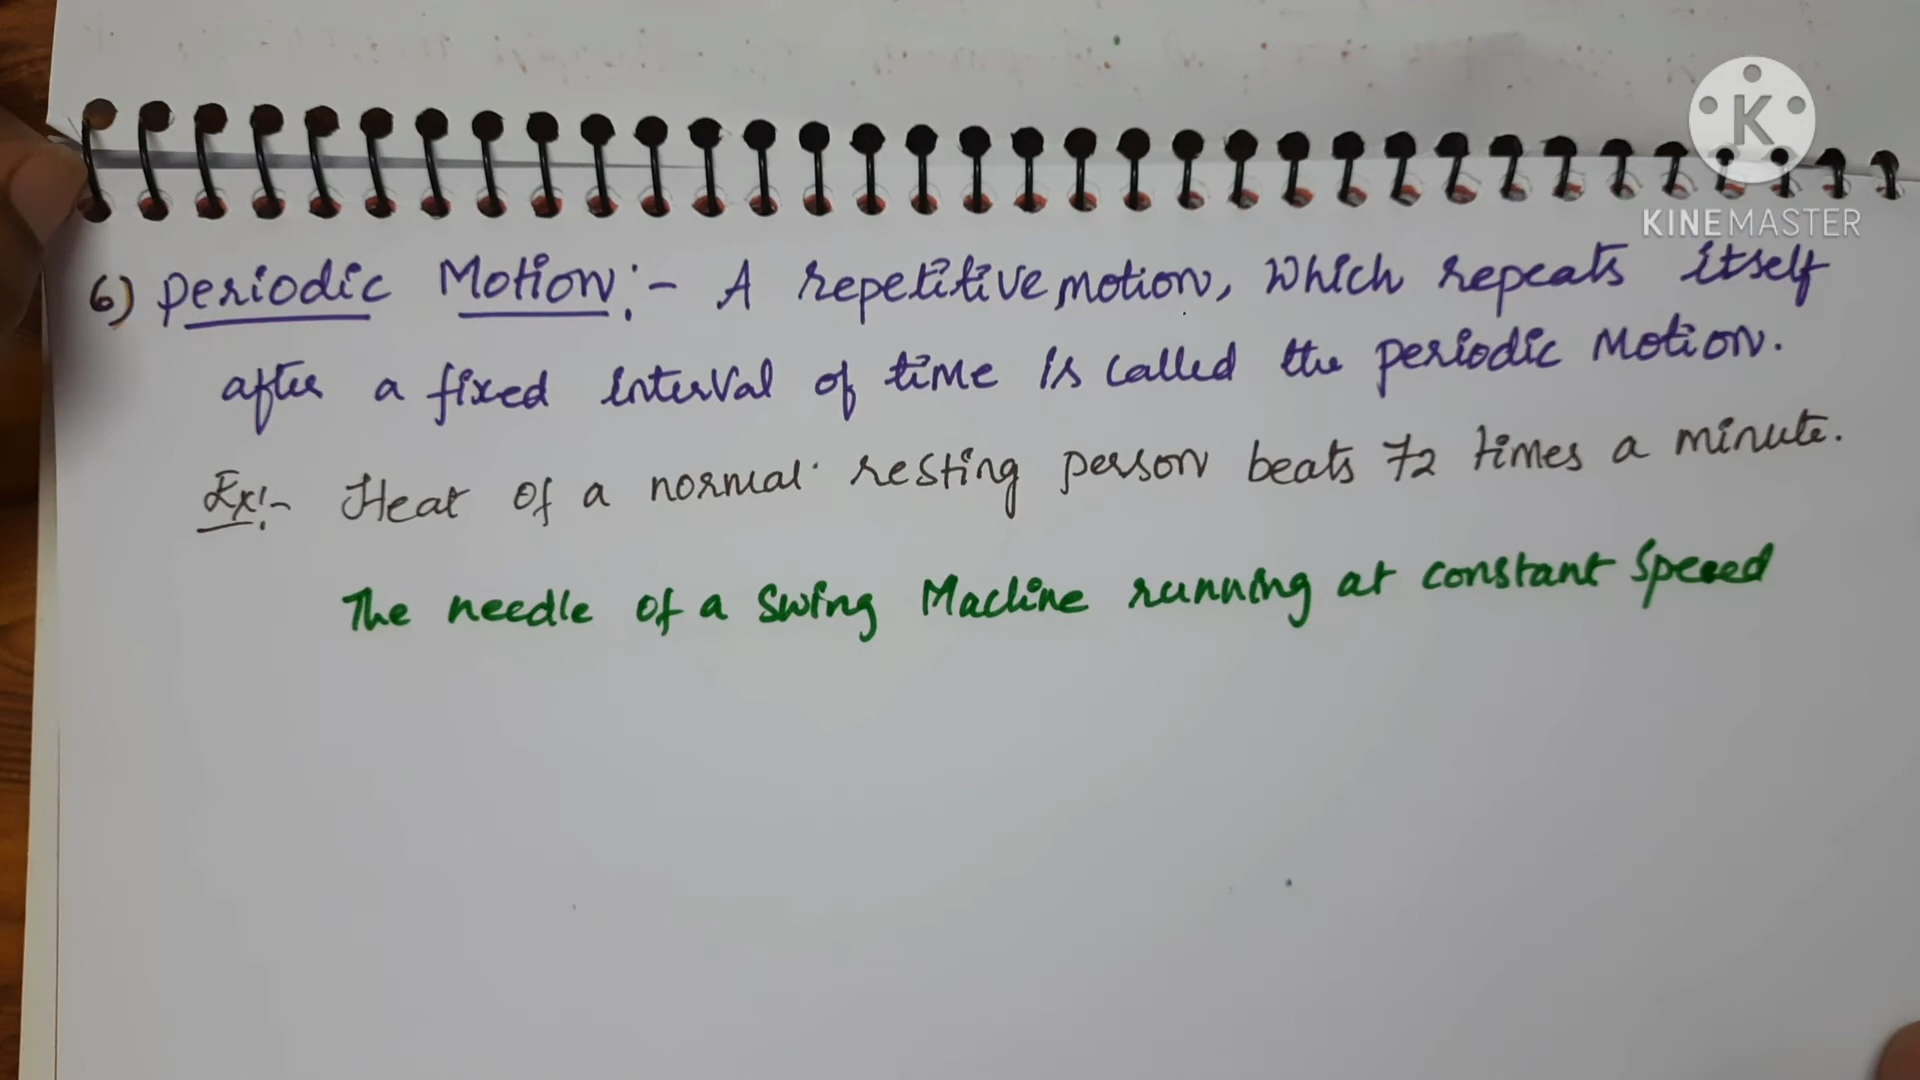 K
KINEMASTER
6) Periodic Motion:- A repetitive motion, which repeats itself
after a fixed interval of time is called the periodic Motion.
Ex:- Heat of a normal resting person beats 72 times a minute.
The needle of a swing Machine running at constant Speed